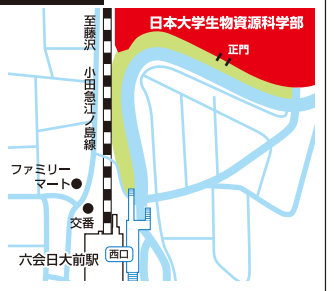 日本大学生物資源科学部
正門
至藤沢
小田急江ノ島線
ファミリー
マート
交番
六会日大前駅
西口